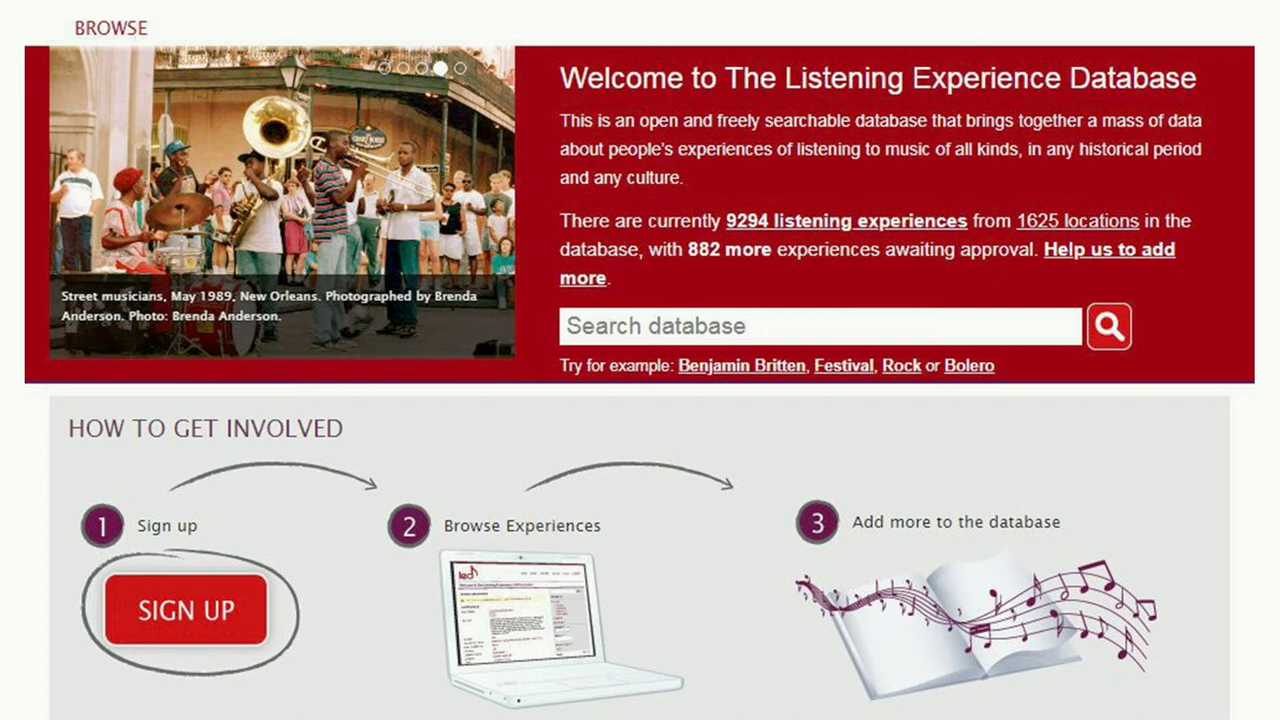 BROWSE
Welcome to The Listening Experience Database
This is an open and freely searchable database that brings together a mass of data
about people's experiences of listening to music of all kinds, in any historical period
and any culture.
There are currently 9294 listening experiences from 1625 locations in the
database, with 882 more experiences awaiting approval. Help us to add
more.
Search database
Try for example: Benjamin Britten, Festival, Rock or Bolero
Street musicians, May 1989, New Orleans. Photographed by Brenda
Anderson. Photo: Brenda Anderson.
HOW TO GET INVOLVED
1 Sign up
SIGN UP
2 Browse Experiences
led
3 Add more to the database